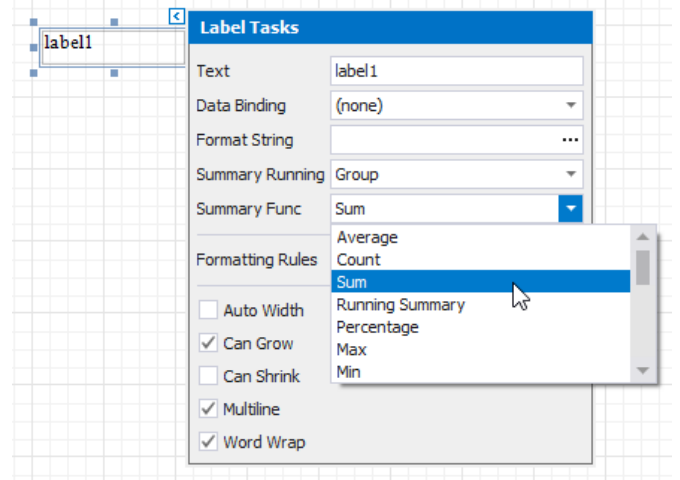 label1
Label Tasks
Text label1
Data Binding (none)
Format String ...
Summary Running Group
Summary Func Sum
Average
Formatting Rules Count
Sum
Running Summary
Percentage
Max
Min
Auto Width
Can Grow
Can Shrink
Multiline
Word Wrap